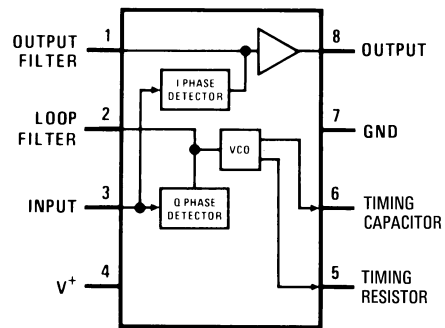 1
OUTPUT
FILTER
8
OUTPUT
I PHASE
DETECTOR
2
LOOP
FILTER
7
GND
VCO
3
INPUT
Q PHASE
DETECTOR
6
TIMING
CAPACITOR
4
V+
5
TIMING
RESISTOR